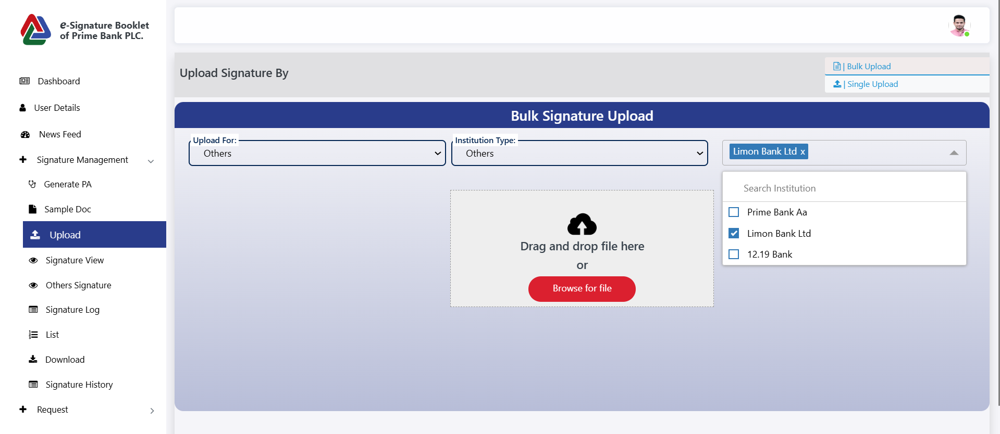 e-Signature Booklet
of Prime Bank PLC.
Dashboard
User Details
News Feed
Signature Management
Generate PA
Sample Doc
Upload
Signature View
Others Signature
Signature Log
List
Download
Signature History
Request
Upload Signature By
| Bulk Upload
| Single Upload
Bulk Signature Upload
Upload For:
Others
Institution Type:
Others
Limon Bank Ltd x
Search Institution
Prime Bank Aa
Limon Bank Ltd
12.19 Bank
Drag and drop file here
or
Browse for file